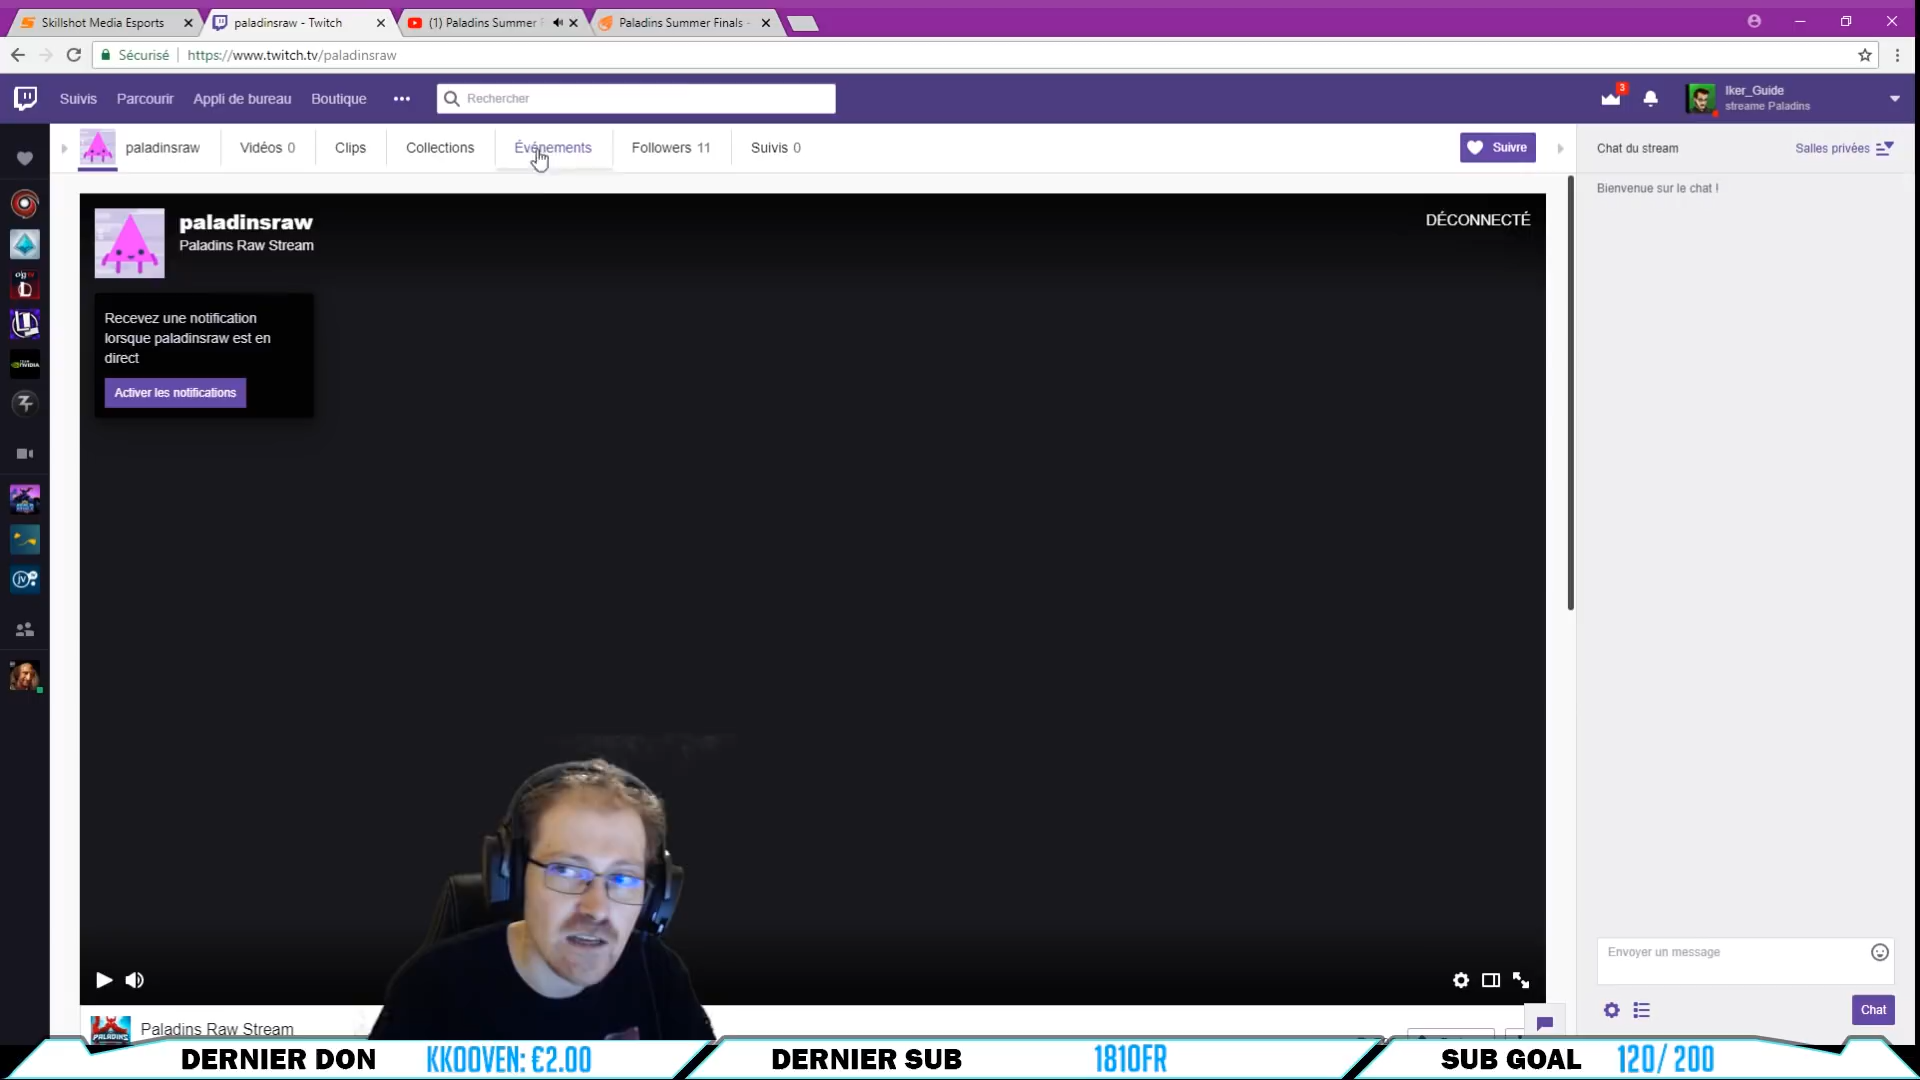 Skillshot Media Esports
paladinsraw - Twitch
(1) Paladins Summer F
Paladins Summer Finals -
Sécurisé
https://www.twitch.tv/paladinsraw
Suivis
Parcourir
Appli de bureau
Boutique
Rechercher
3
Iker_Guide
streame Paladins
paladinsraw
Vidéos 0
Clips
Collections
Événements
Followers 11
Suivis 0
Suivre
Chat du stream
Salles privées
Bienvenue sur le chat !
paladinsraw
Paladins Raw Stream
DÉCONNECTÉ
Recevez une notification
lorsque paladinsraw est en
direct
Activer les notifications
Envoyer un message
Chat
PALADINS
Paladins Raw Stream
DERNIER DON
KKOOVEN: €2.00
DERNIER SUB
1810FR
SUB GOAL
120/ 200